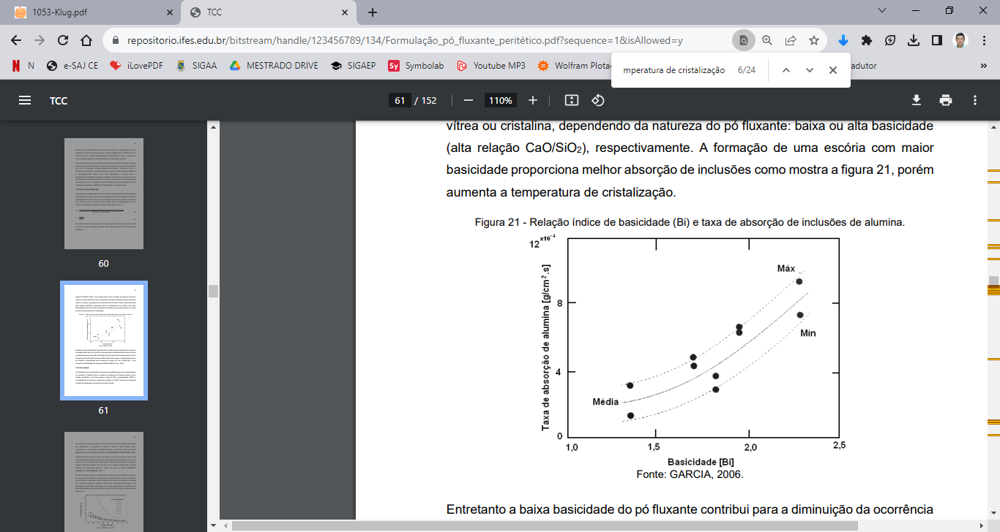 1053-Klug.pdf
TCC
repositorio.ifes.edu.br/bitstream/handle/123456789/134/Formulação_pó_fluxante_peritético.pdf?sequence=1&isAllowed=y
N e-SAJ CE iLovePDF SIGAA MESTRADO DRIVE SIGAEP Sy Symbolab Youtube MP3 Wolfram Plota adutor »
mperatura de cristalização 6/24
TCC
61 / 152
110%
60
61
vítrea ou cristalina, dependendo da natureza do pó fluxante: baixa ou alta basicidade
(alta relação CaO/SiO2), respectivamente. A formação de uma escória com maior
basicidade proporciona melhor absorção de inclusões como mostra a figura 21, porém
aumenta a temperatura de cristalização.
Figura 21 - Relação índice de basicidade (Bi) e taxa de absorção de inclusões de alumina.
12 x10⁻⁴
8
4
0
Taxa de absorção de alumina [g/cm².s]
Máx
Min
Média
1,0 1,5 2,0 2,5
Basicidade [Bi]
Fonte: GARCIA, 2006.
Entretanto a baixa basicidade do pó fluxante contribui para a diminuição da ocorrência